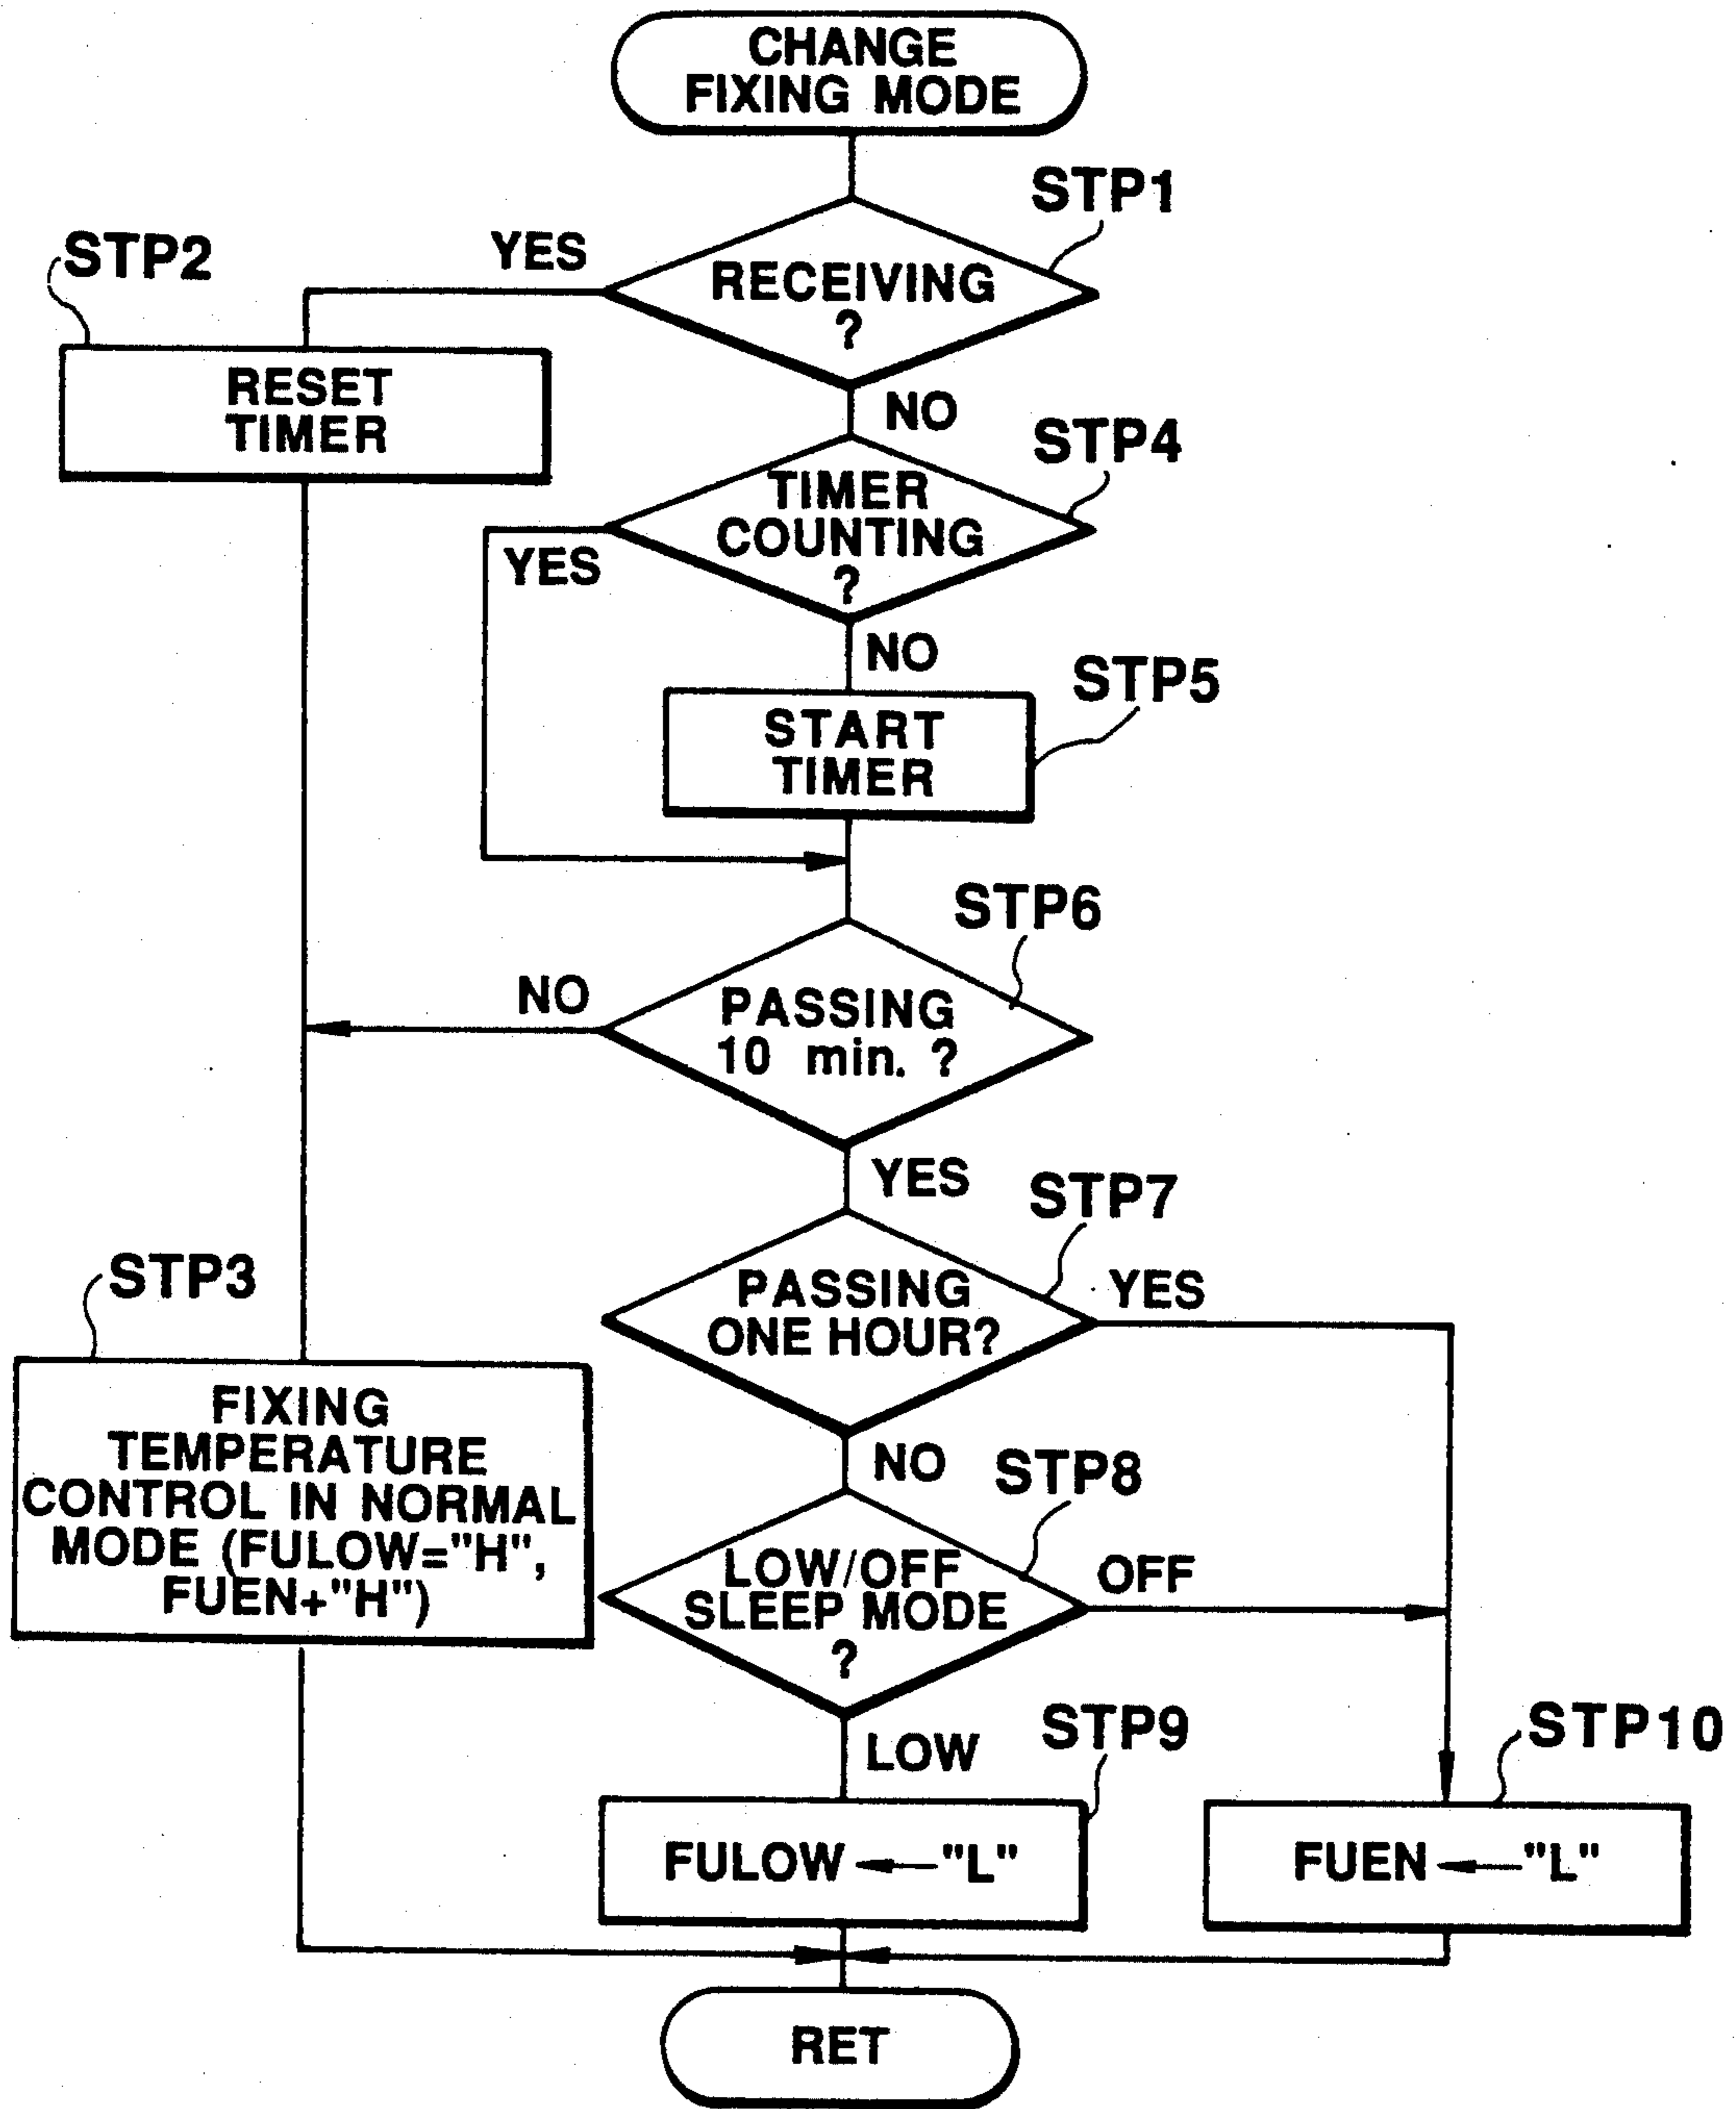 CHANGE
FIXING MODE
STP1
RECEIVING
?
YES
NO
STP2
RESET
TIMER
STP4
TIMER
COUNTING
?
YES
NO
STP5
START
TIMER
STP6
PASSING
10 min. ?
NO
YES
STP7
PASSING
ONE HOUR?
YES
NO
STP3
FIXING
TEMPERATURE
CONTROL IN NORMAL
MODE (FULOW="H",
FUEN+"H")
STP8
LOW/OFF
SLEEP MODE
?
OFF
LOW
STP9
FULOW ← "L"
STP10
FUEN ← "L"
RET